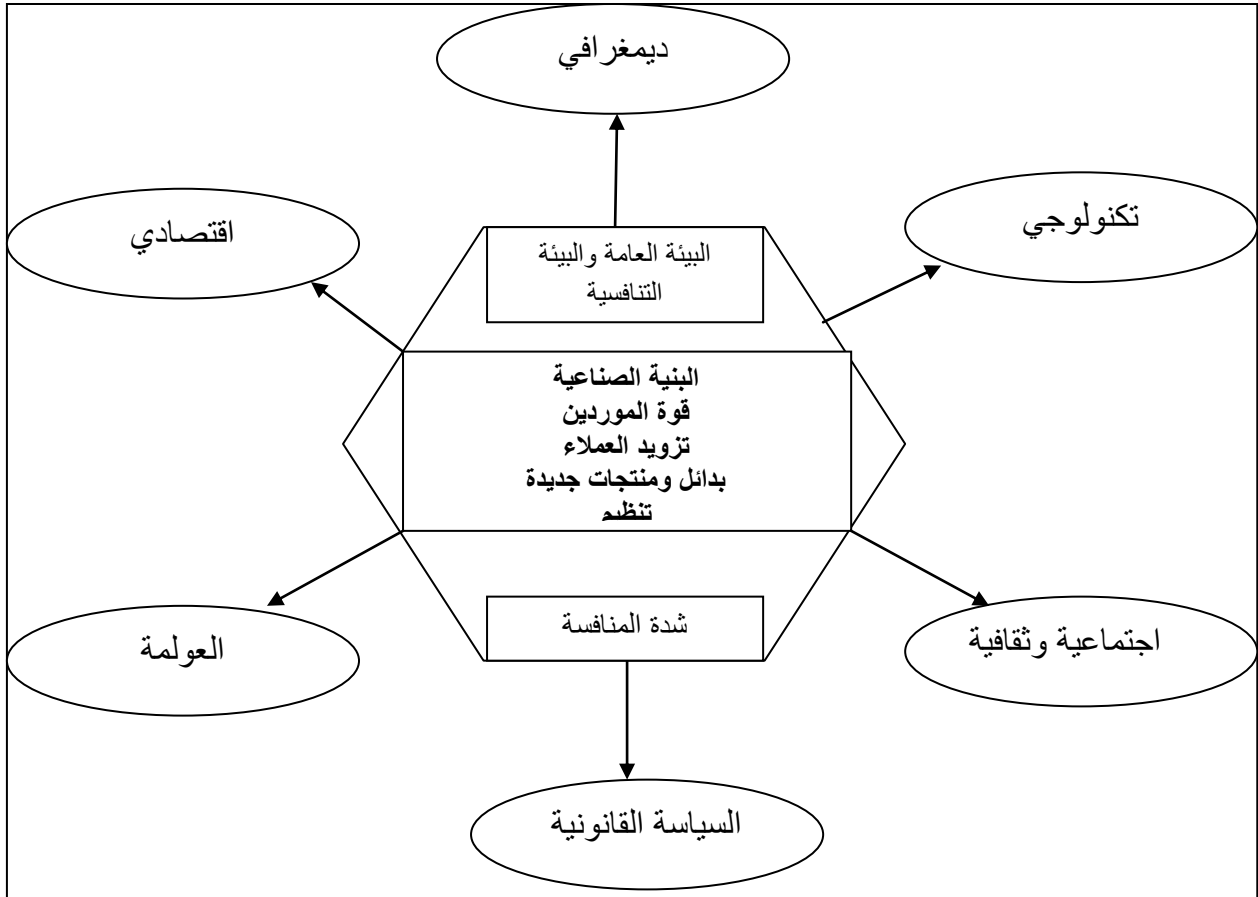 ديمغرافي
تكنولوجي
اقتصادي
البيئة العامة والبيئة
التنافسية
البنية الصناعية
قوة الموردين
تزويد العملاء
بدائل ومنتجات جديدة
تنظيم
شدة المنافسة
اجتماعية وثقافية
العولمة
السياسة القانونية